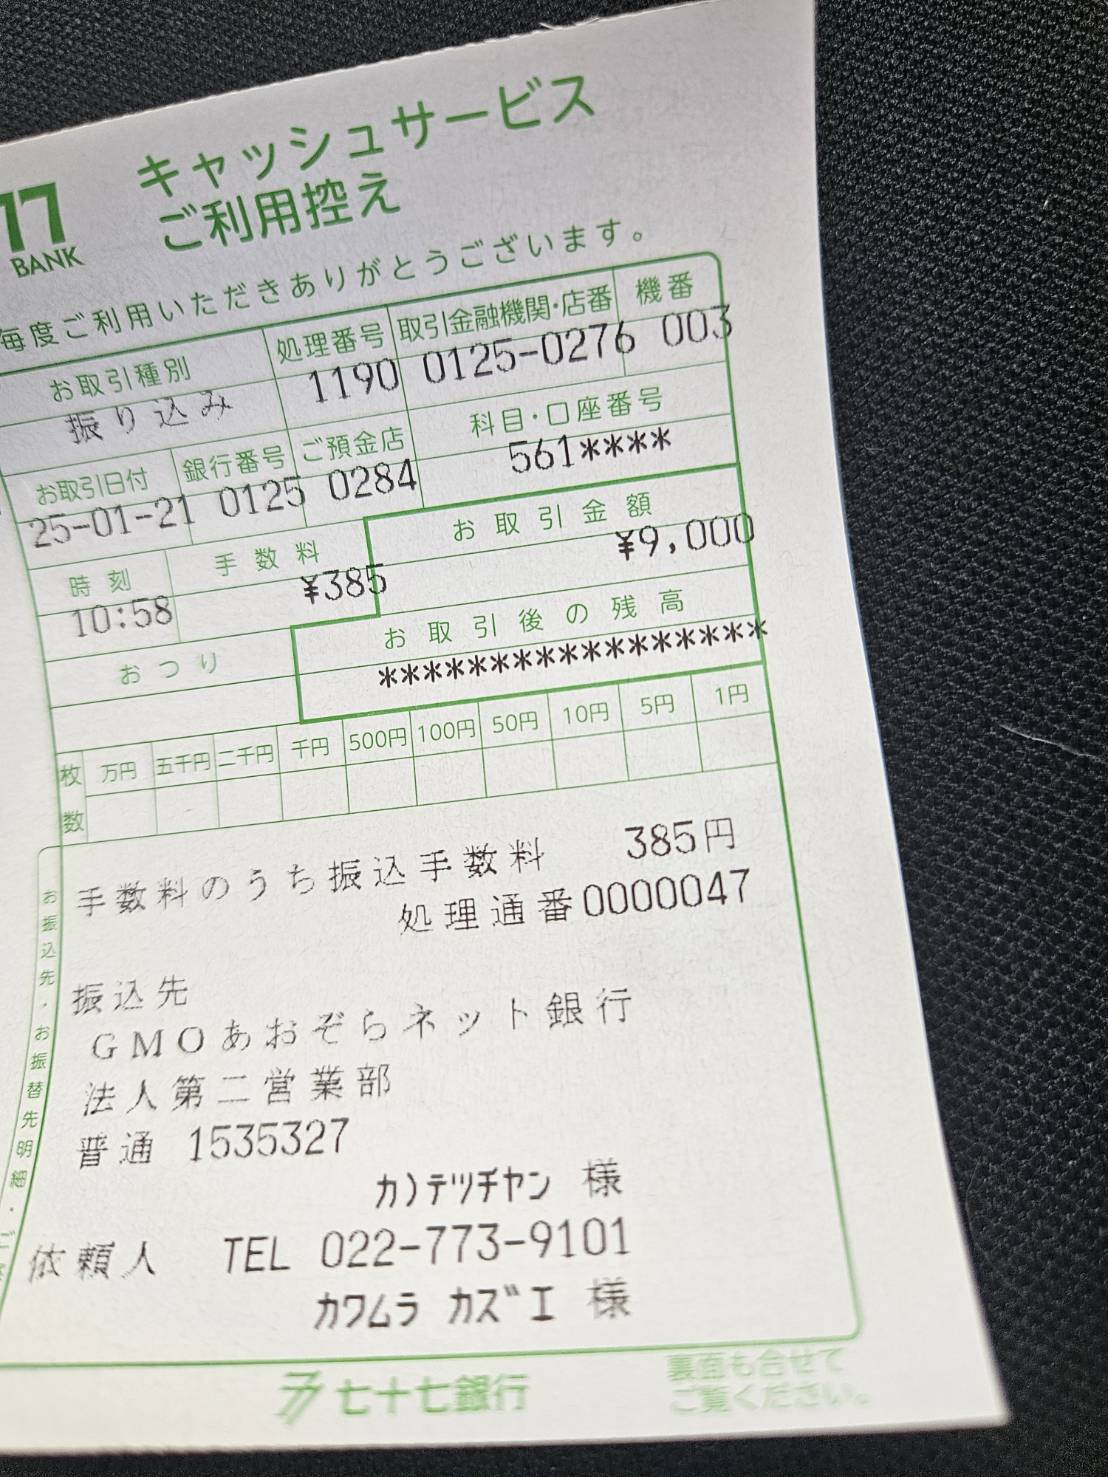 77 BANK
キャッシュサービス
ご利用控え
毎度ご利用いただきありがとうございます。
お取引種別 処理番号 取引金融機関・店番 機番
振り込み 1190 0125-0276 003
お取引日付 銀行番号 ご預金店 科目・口座番号
25-01-21 0125 0284 561****
時刻 手数料 お取引金額
10:58 ¥385 ¥9,000
おつり お取引後の残高
******************
枚数 万円 五千円 二千円 千円 500円 100円 50円 10円 5円 1円
お振込先・お振替先明細・ご
手数料のうち振込手数料 385円
処理通番0000047
振込先
GMOあおぞらネット銀行
法人第二営業部
普通 1535327
カ)テツチヤン 様
依頼人 TEL 022-773-9101
カワムラ カズエ 様
七十七銀行
裏面も合せて
ご覧ください。